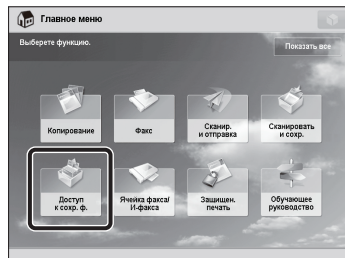 Главное меню
Выберете функцию.
Показать все
Копирование
Факс
Сканир.
и отправка
Сканировать
и сохр.
Доступ
к сохр. ф.
Ячейка факса/
И-факса
Защищен.
печать
Обучающее
руководство